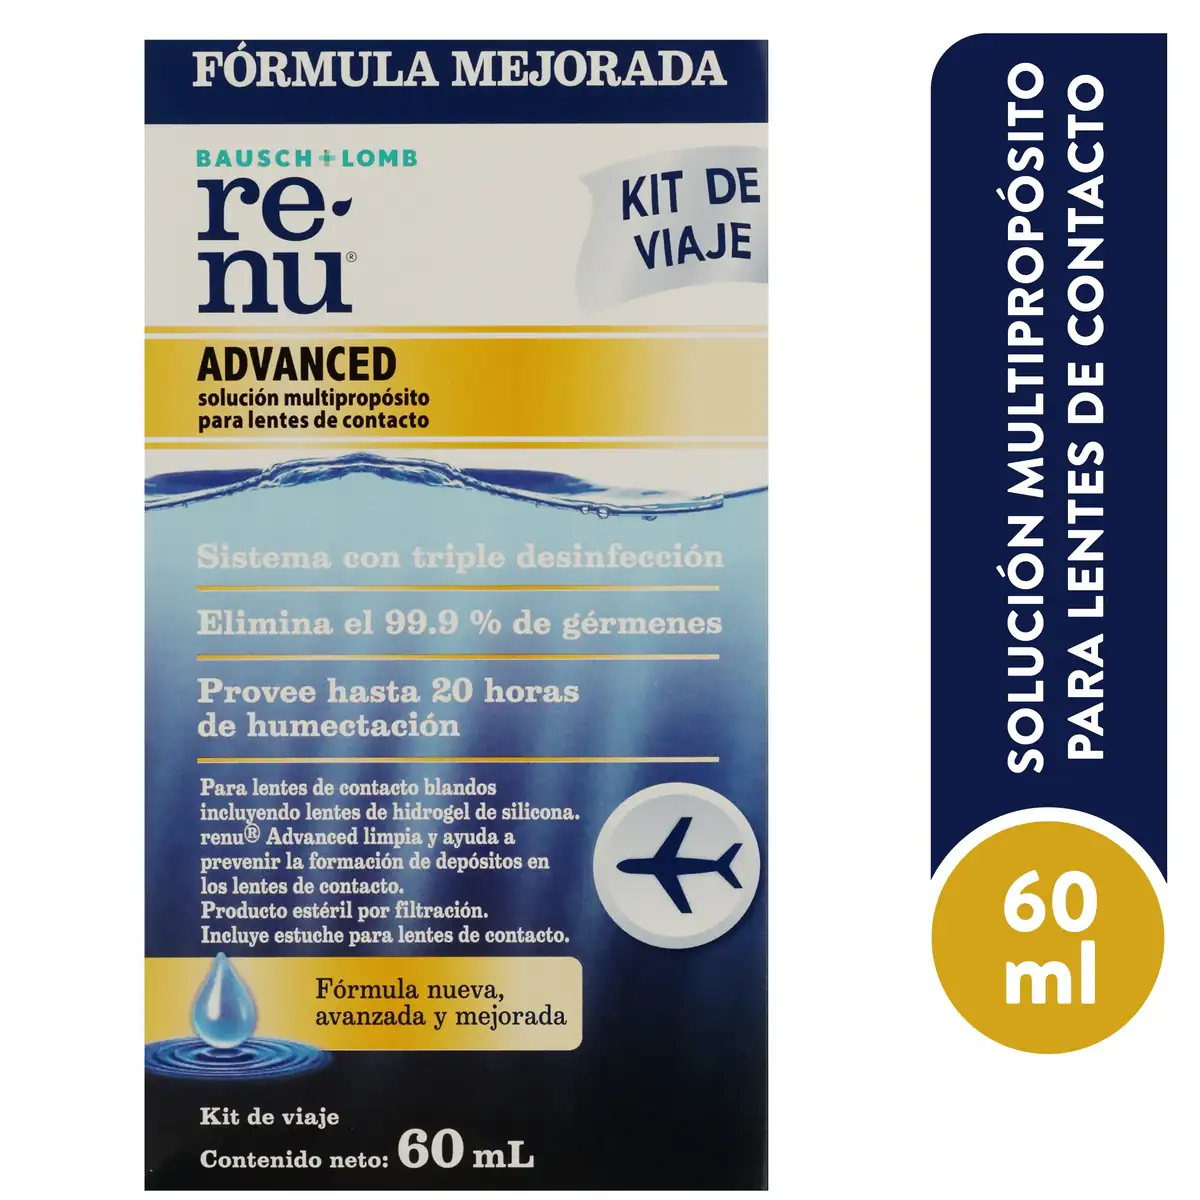 FÓRMULA MEJORADA
BAUSCH + LOMB
re-
nu®
KIT DE
VIAJE
ADVANCED
solución multipropósito
para lentes de contacto
Sistema con triple desinfección
Elimina el 99.9 % de gérmenes
Provee hasta 20 horas
de humectación
Para lentes de contacto blandos
incluyendo lentes de hidrogel de silicona.
renu® Advanced limpia y ayuda a
prevenir la formación de depósitos en
los lentes de contacto.
Producto estéril por filtración.
Incluye estuche para lentes de contacto.
Fórmula nueva,
avanzada y mejorada
Kit de viaje
Contenido neto: 60 mL
SOLUCIÓN MULTIPROPÓSITO
PARA LENTES DE CONTACTO
60
ml